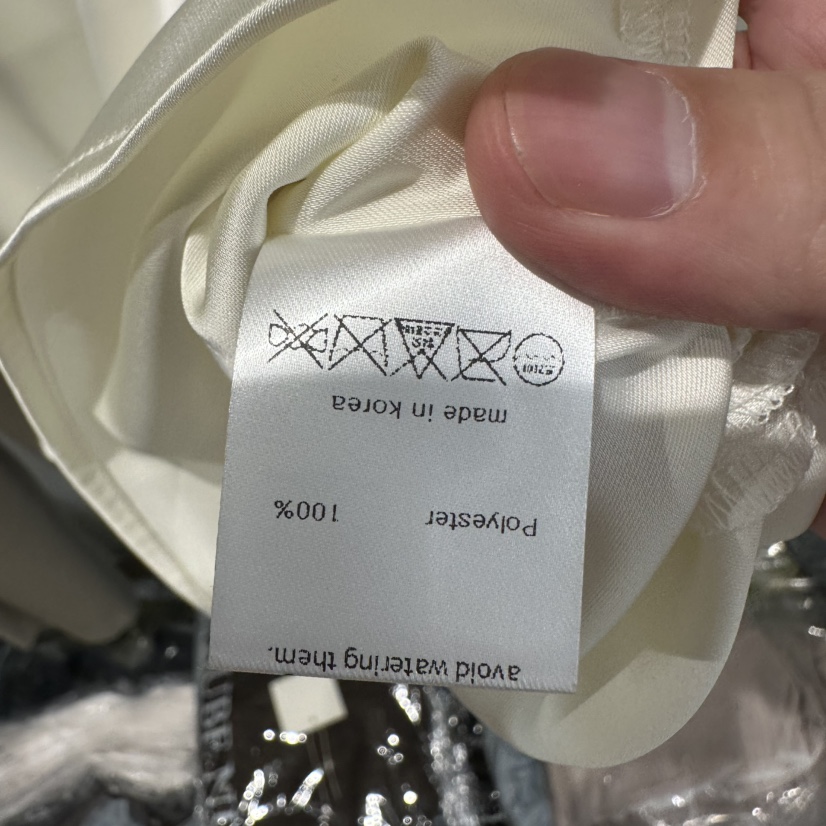 avoid watering them.
Polyester 100%
made in korea